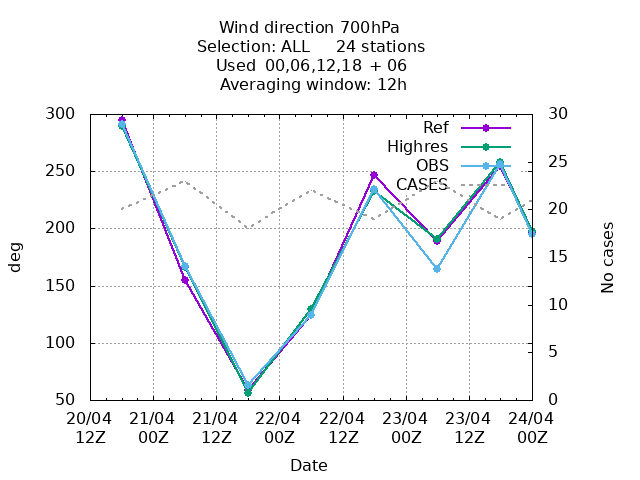 Wind direction 700hPa
Selection: ALL     24 stations
Used  00,06,12,18 + 06
Averaging window: 12h
300
250
200
150
100
50
deg
30
25
20
15
10
5
0
No cases
Ref
Highres
OBS
CASES
20/04 12Z
21/04 00Z
21/04 12Z
22/04 00Z
22/04 12Z
23/04 00Z
23/04 12Z
24/04 00Z
Date